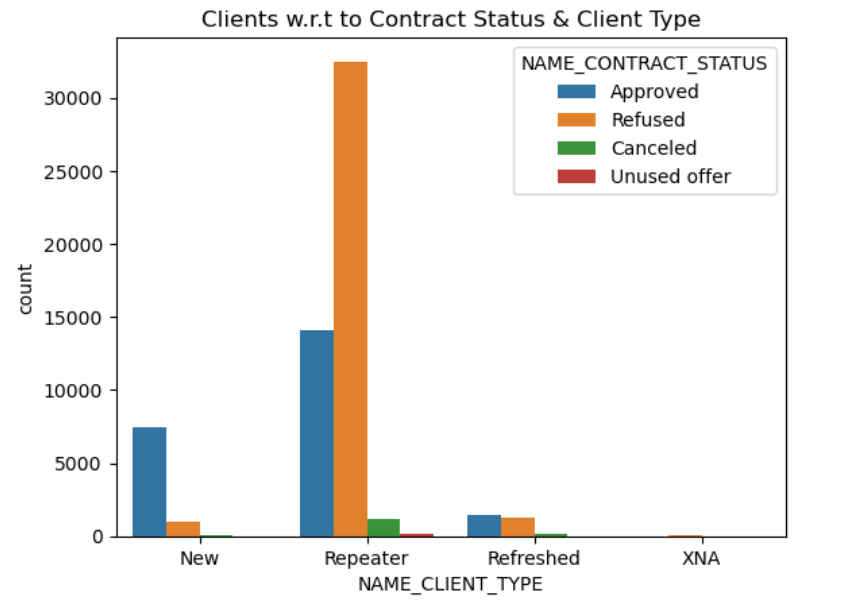 Clients w.r.t to Contract Status & Client Type
NAME_CONTRACT_STATUS
Approved
Refused
Canceled
Unused offer
30000
25000
20000
15000
10000
5000
0
count
New Repeater Refreshed XNA
NAME_CLIENT_TYPE